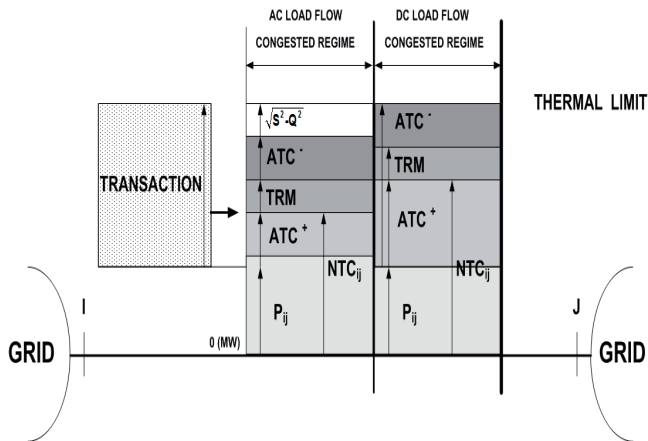 AC LOAD FLOW
CONGESTED REGIME
DC LOAD FLOW
CONGESTED REGIME
THERMAL LIMIT
√S²-Q²
ATC⁻
ATC⁻
TRANSACTION
TRM
TRM
ATC⁺
ATC⁺
NTCij
NTCij
I
Pij
Pij
J
0 (MW)
GRID
GRID